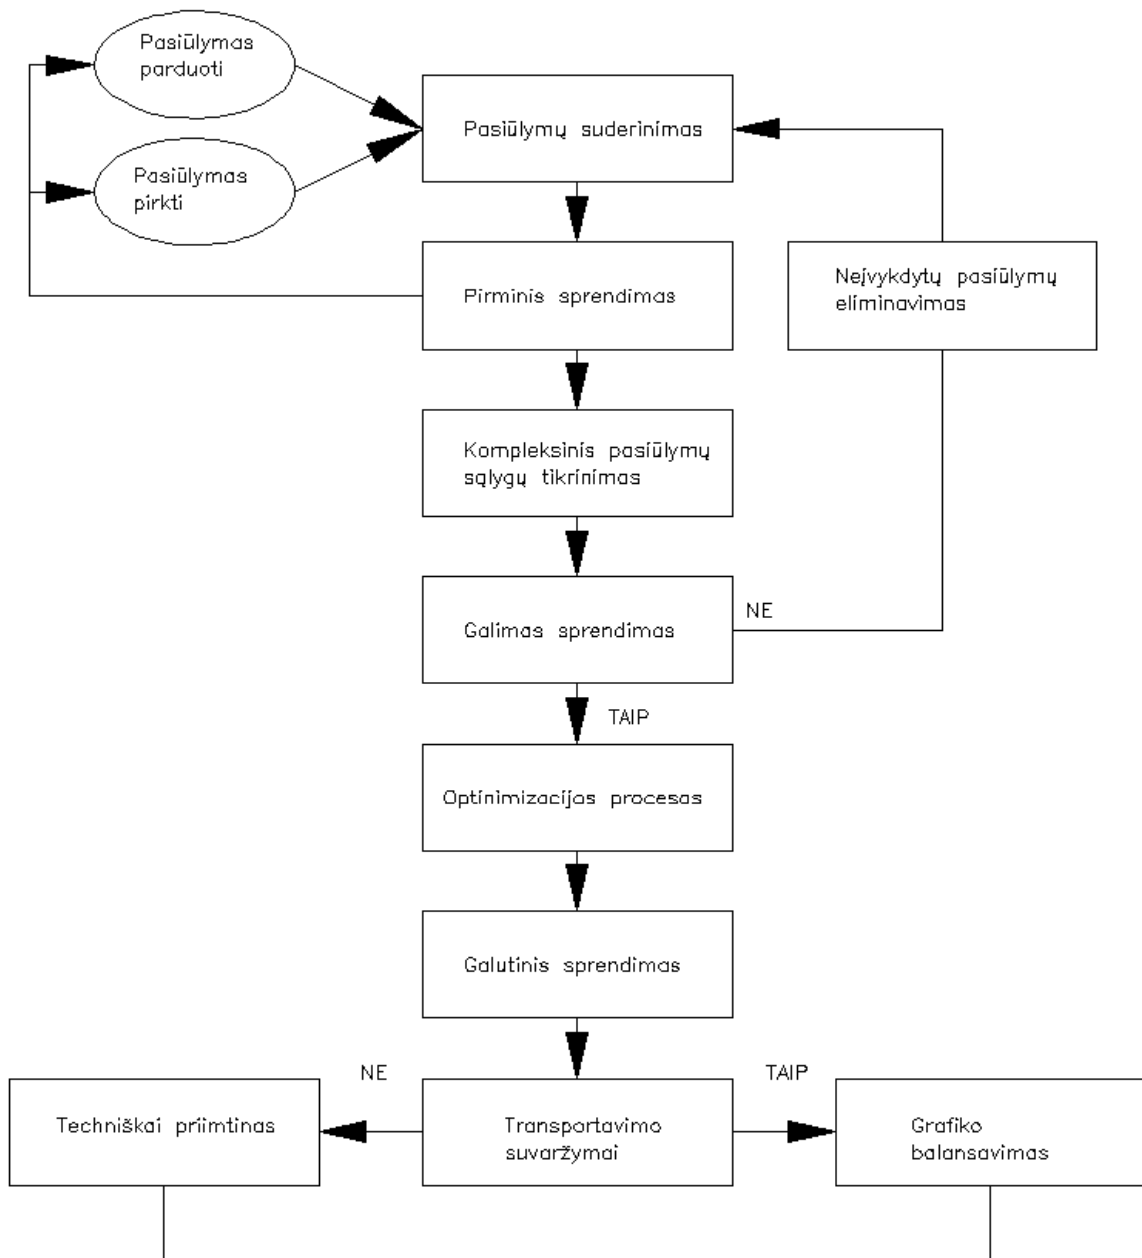 Pasiūlymas
parduoti
Pasiūlymų suderinimas
Pasiūlymas
pirkti
Pirminis sprendimas
Neįvykdytų pasiūlymų
eliminavimas
Kompleksinis pasiūlymų
sąlygų tikrinimas
Galimas sprendimas
NE
TAIP
Optinimizacijos procesas
Galutinis sprendimas
NE
TAIP
Techniškai priimtinas
Transportavimo
suvaržymai
Grafiko
balansavimas